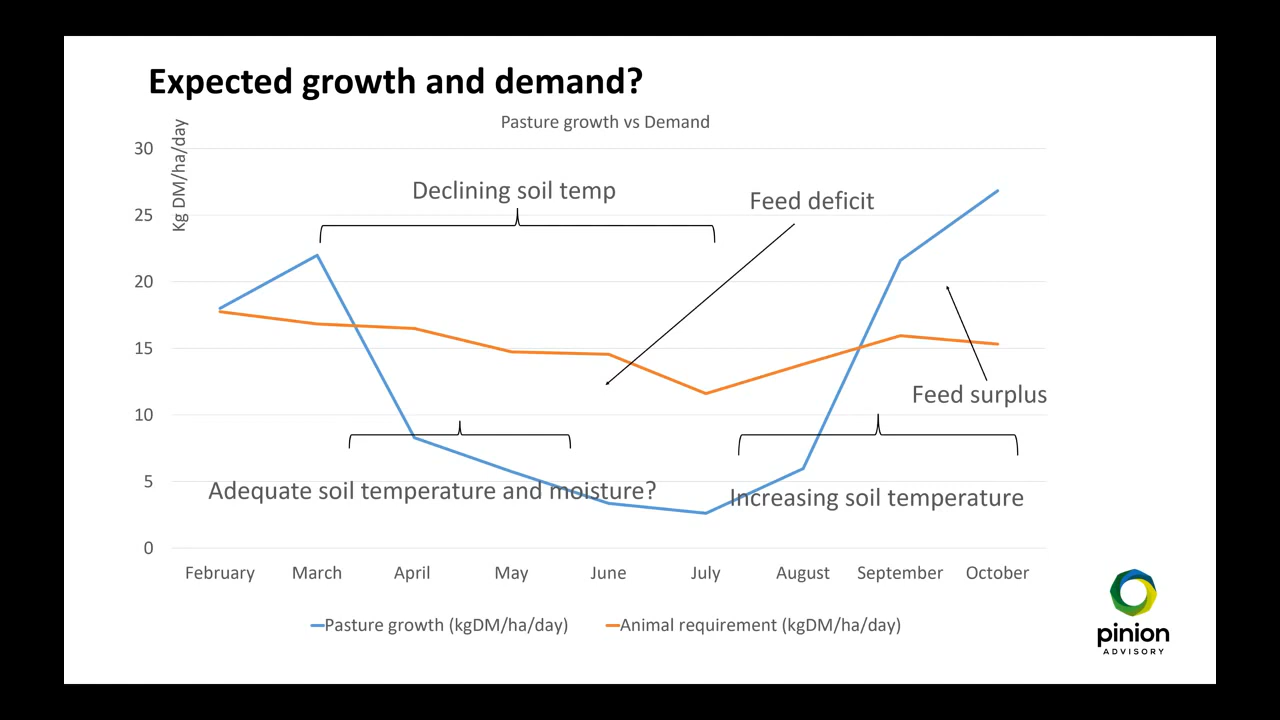 Expected growth and demand?
Pasture growth vs Demand
Kg DM/ha/day
30
25
20
15
10
5
0
Declining soil temp
Feed deficit
Feed surplus
Adequate soil temperature and moisture?
Increasing soil temperature
February March April May June July August September October
Pasture growth (kgDM/ha/day) Animal requirement (kgDM/ha/day)
pinion
ADVISORY